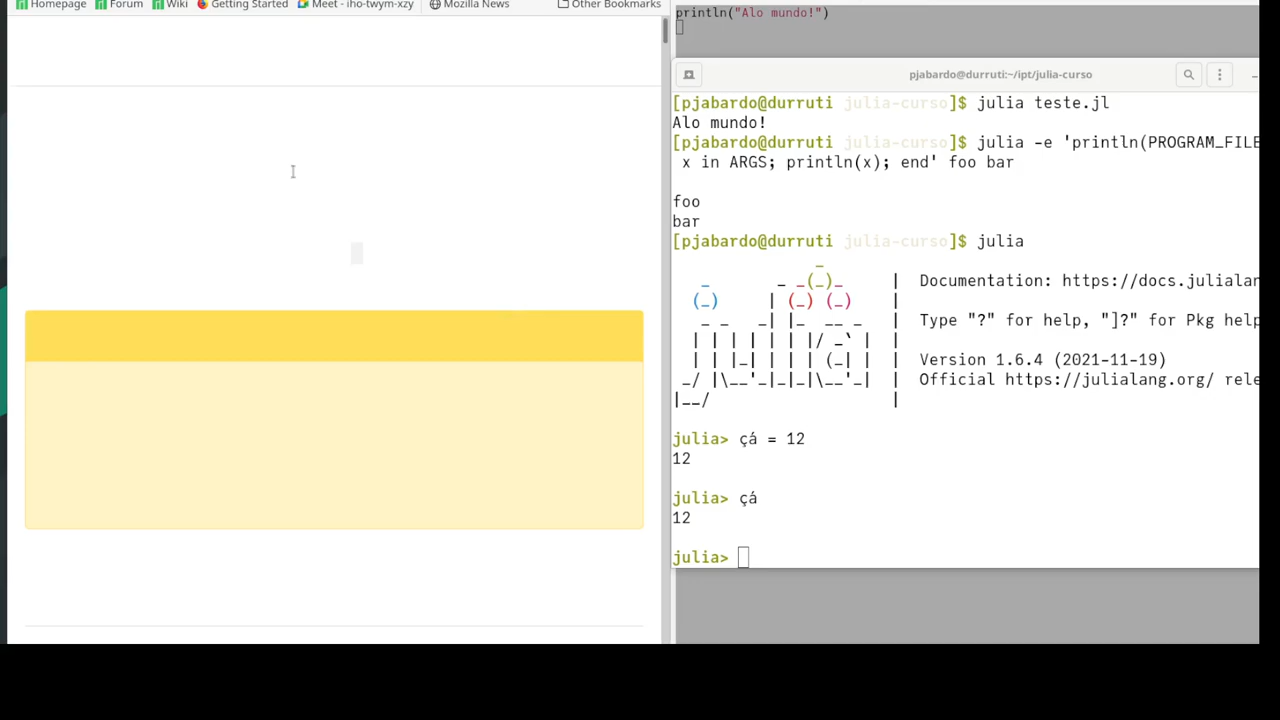 Homepage Forum Wiki Getting Started Meet - iho-twym-xzy Mozilla News Other Bookmarks
println("Alo mundo!")
pjabardo@durruti:~/ipt/julia-curso
[pjabardo@durruti julia-curso]$ julia teste.jl
Alo mundo!
[pjabardo@durruti julia-curso]$ julia -e 'println(PROGRAM_FILE
x in ARGS; println(x); end' foo bar
foo
bar
[pjabardo@durruti julia-curso]$ julia
Documentation: https://docs.julialan
Type "?" for help, "]?" for Pkg help
Version 1.6.4 (2021-11-19)
Official https://julialang.org/ rele
julia> çá = 12
12
julia> çá
12
julia>